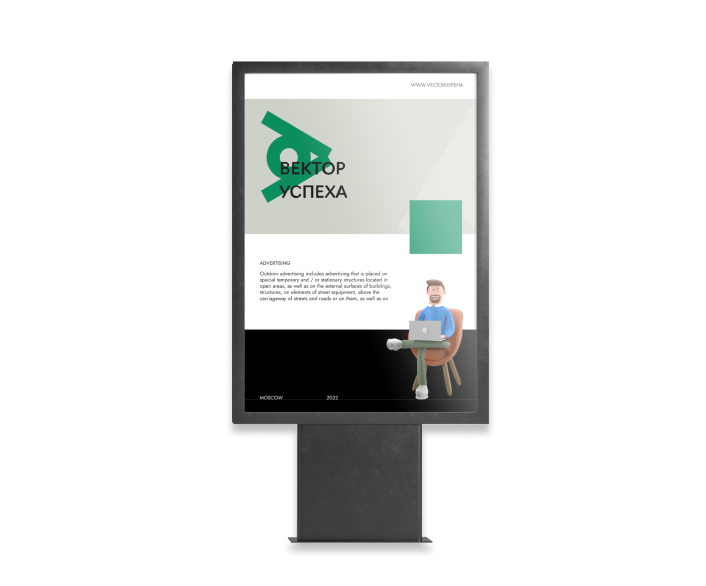 WWW.VECTORUSPEHA
ВЕКТОР
УСПЕХА
ADVERTISING
Outdoor advertising includes advertising that is placed on
special temporary and / or stationary structures located in
open areas, as well as on the external surfaces of buildings,
structures, on elements of street equipment, above the
carriageway of streets and roads or on them, as well as on
MOSCOW 2022